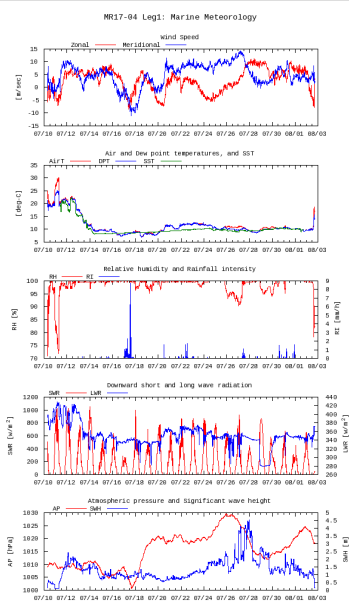 MR17-04 Leg1: Marine Meteorology
Wind Speed
Zonal Meridional
[m/sec]
15
10
5
0
-5
-10
-15
07/10 07/12 07/14 07/16 07/18 07/20 07/22 07/24 07/26 07/28 07/30 08/01 08/03
Air and Dew point temperatures, and SST
AirT DPT SST
[deg-C]
35
30
25
20
15
10
5
07/10 07/12 07/14 07/16 07/18 07/20 07/22 07/24 07/26 07/28 07/30 08/01 08/03
Relative humidity and Rainfall intensity
RH RI
RH [%]
100
95
90
85
80
75
70
9
8
7
6
5
4
3
2
1
0
RI [mm/h]
07/10 07/12 07/14 07/16 07/18 07/20 07/22 07/24 07/26 07/28 07/30 08/01 08/03
Downward short and long wave radiation
SWR LWR
SWR [w/m2]
1200
1000
800
600
400
200
0
440
420
400
380
360
340
320
300
280
260
LWR [w/m2]
07/10 07/12 07/14 07/16 07/18 07/20 07/22 07/24 07/26 07/28 07/30 08/01 08/03
Atmospheric pressure and Significant wave height
AP SWH
AP [hpa]
1030
1025
1020
1015
1010
1005
1000
5
4.5
4
3.5
3
2.5
2
1.5
1
0.5
0
SWH [m]
07/10 07/12 07/14 07/16 07/18 07/20 07/22 07/24 07/26 07/28 07/30 08/01 08/03